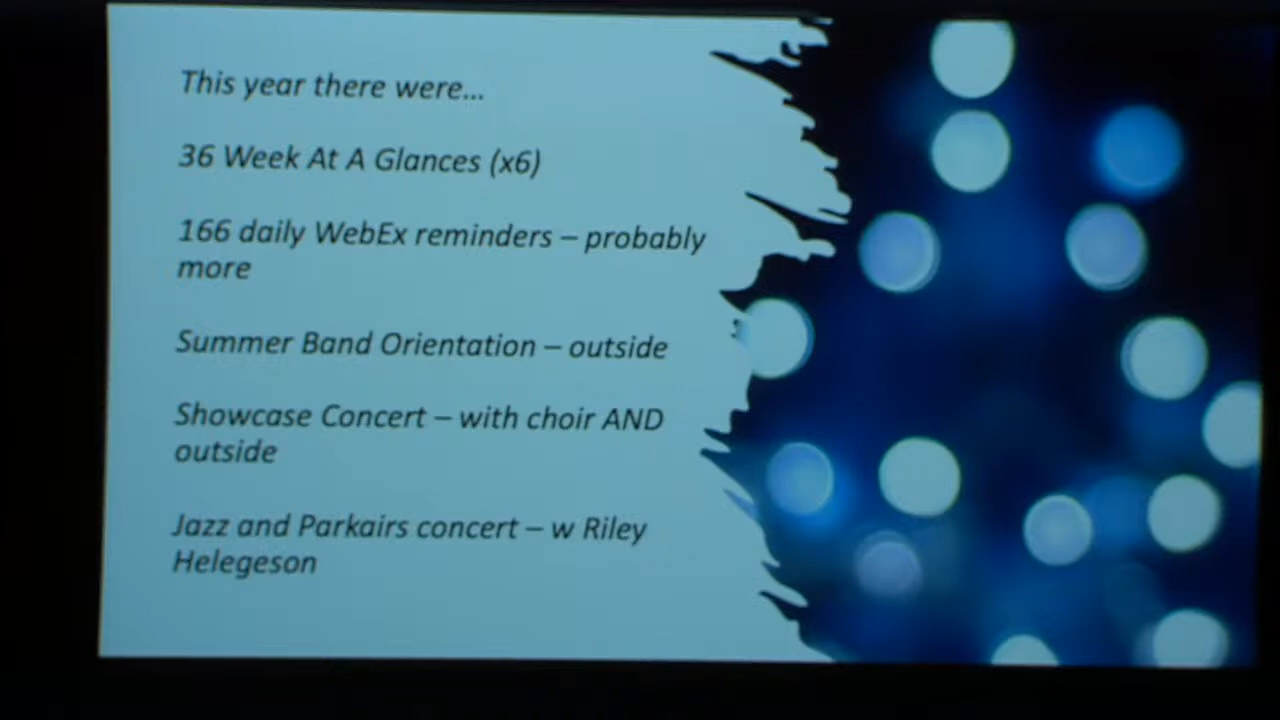 This year there were...
36 Week At A Glances (x6)
166 daily WebEx reminders – probably
more
Summer Band Orientation – outside
Showcase Concert – with choir AND
outside
Jazz and Parkairs concert – w Riley
Helegeson